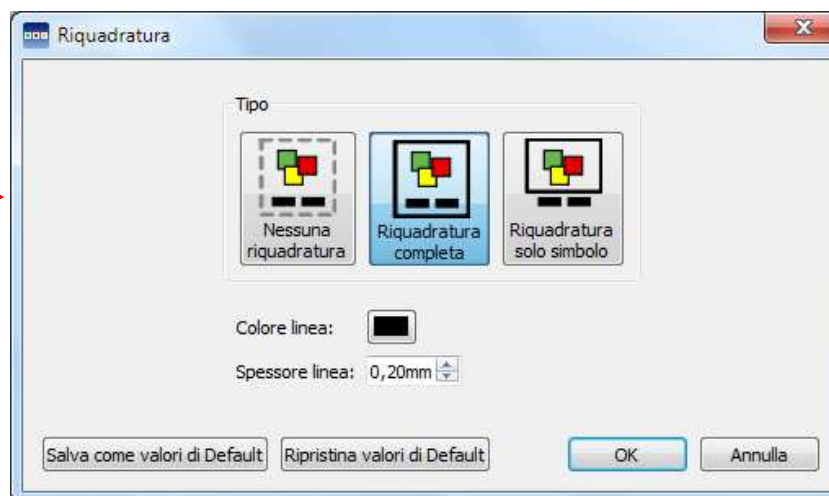 Riquadratura
Tipo
Nessuna
riquadratura
Riquadratura
completa
Riquadratura
solo simbolo
Colore linea:
Spessore linea: 0,20mm
Salva come valori di Default Ripristina valori di Default OK Annulla